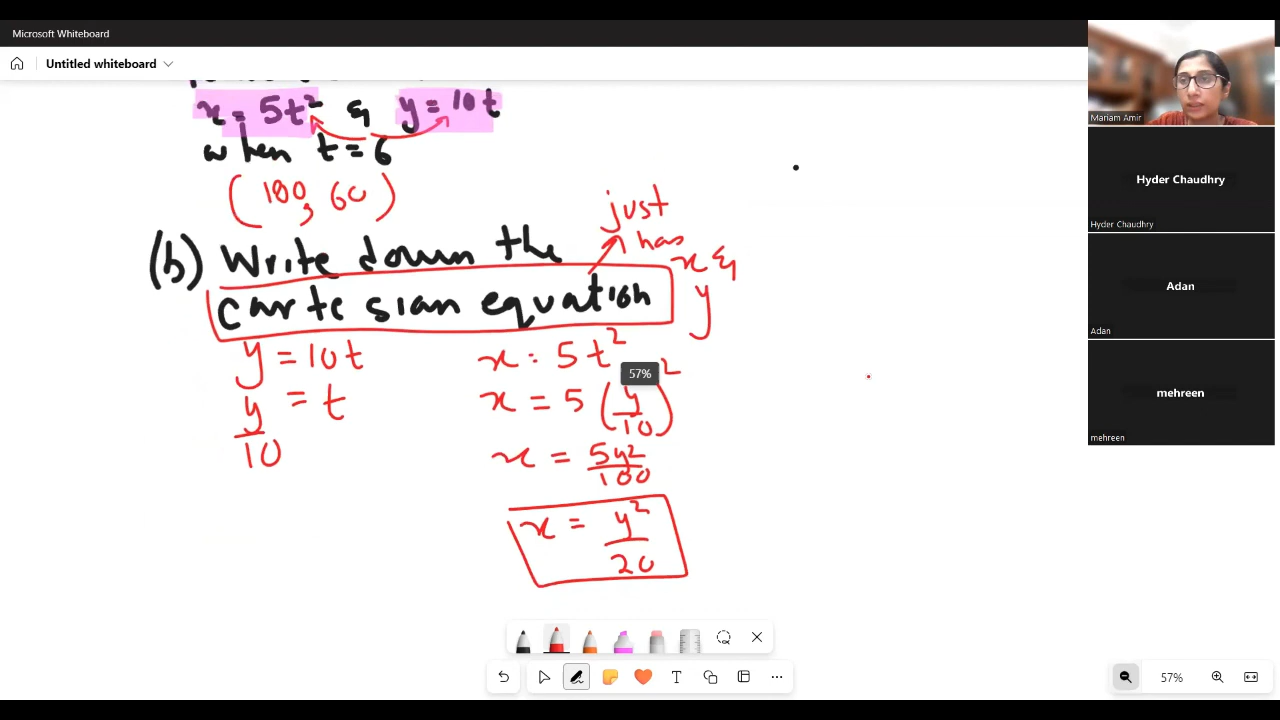 Microsoft Whiteboard
Untitled whiteboard
x = 5t² & y = 10t
when t = 6
(180, 60)
just
has
x &
y
(b) Write down the
cartesian equation
y = 10t
y/10 = t
x = 5t²
57%
x = 5 (y/10)²
x = 5y²/100
x = y²/20
57%
Mariam Amir
Hyder Chaudhry
Hyder Chaudhry
Adan
Adan
mehreen
mehreen